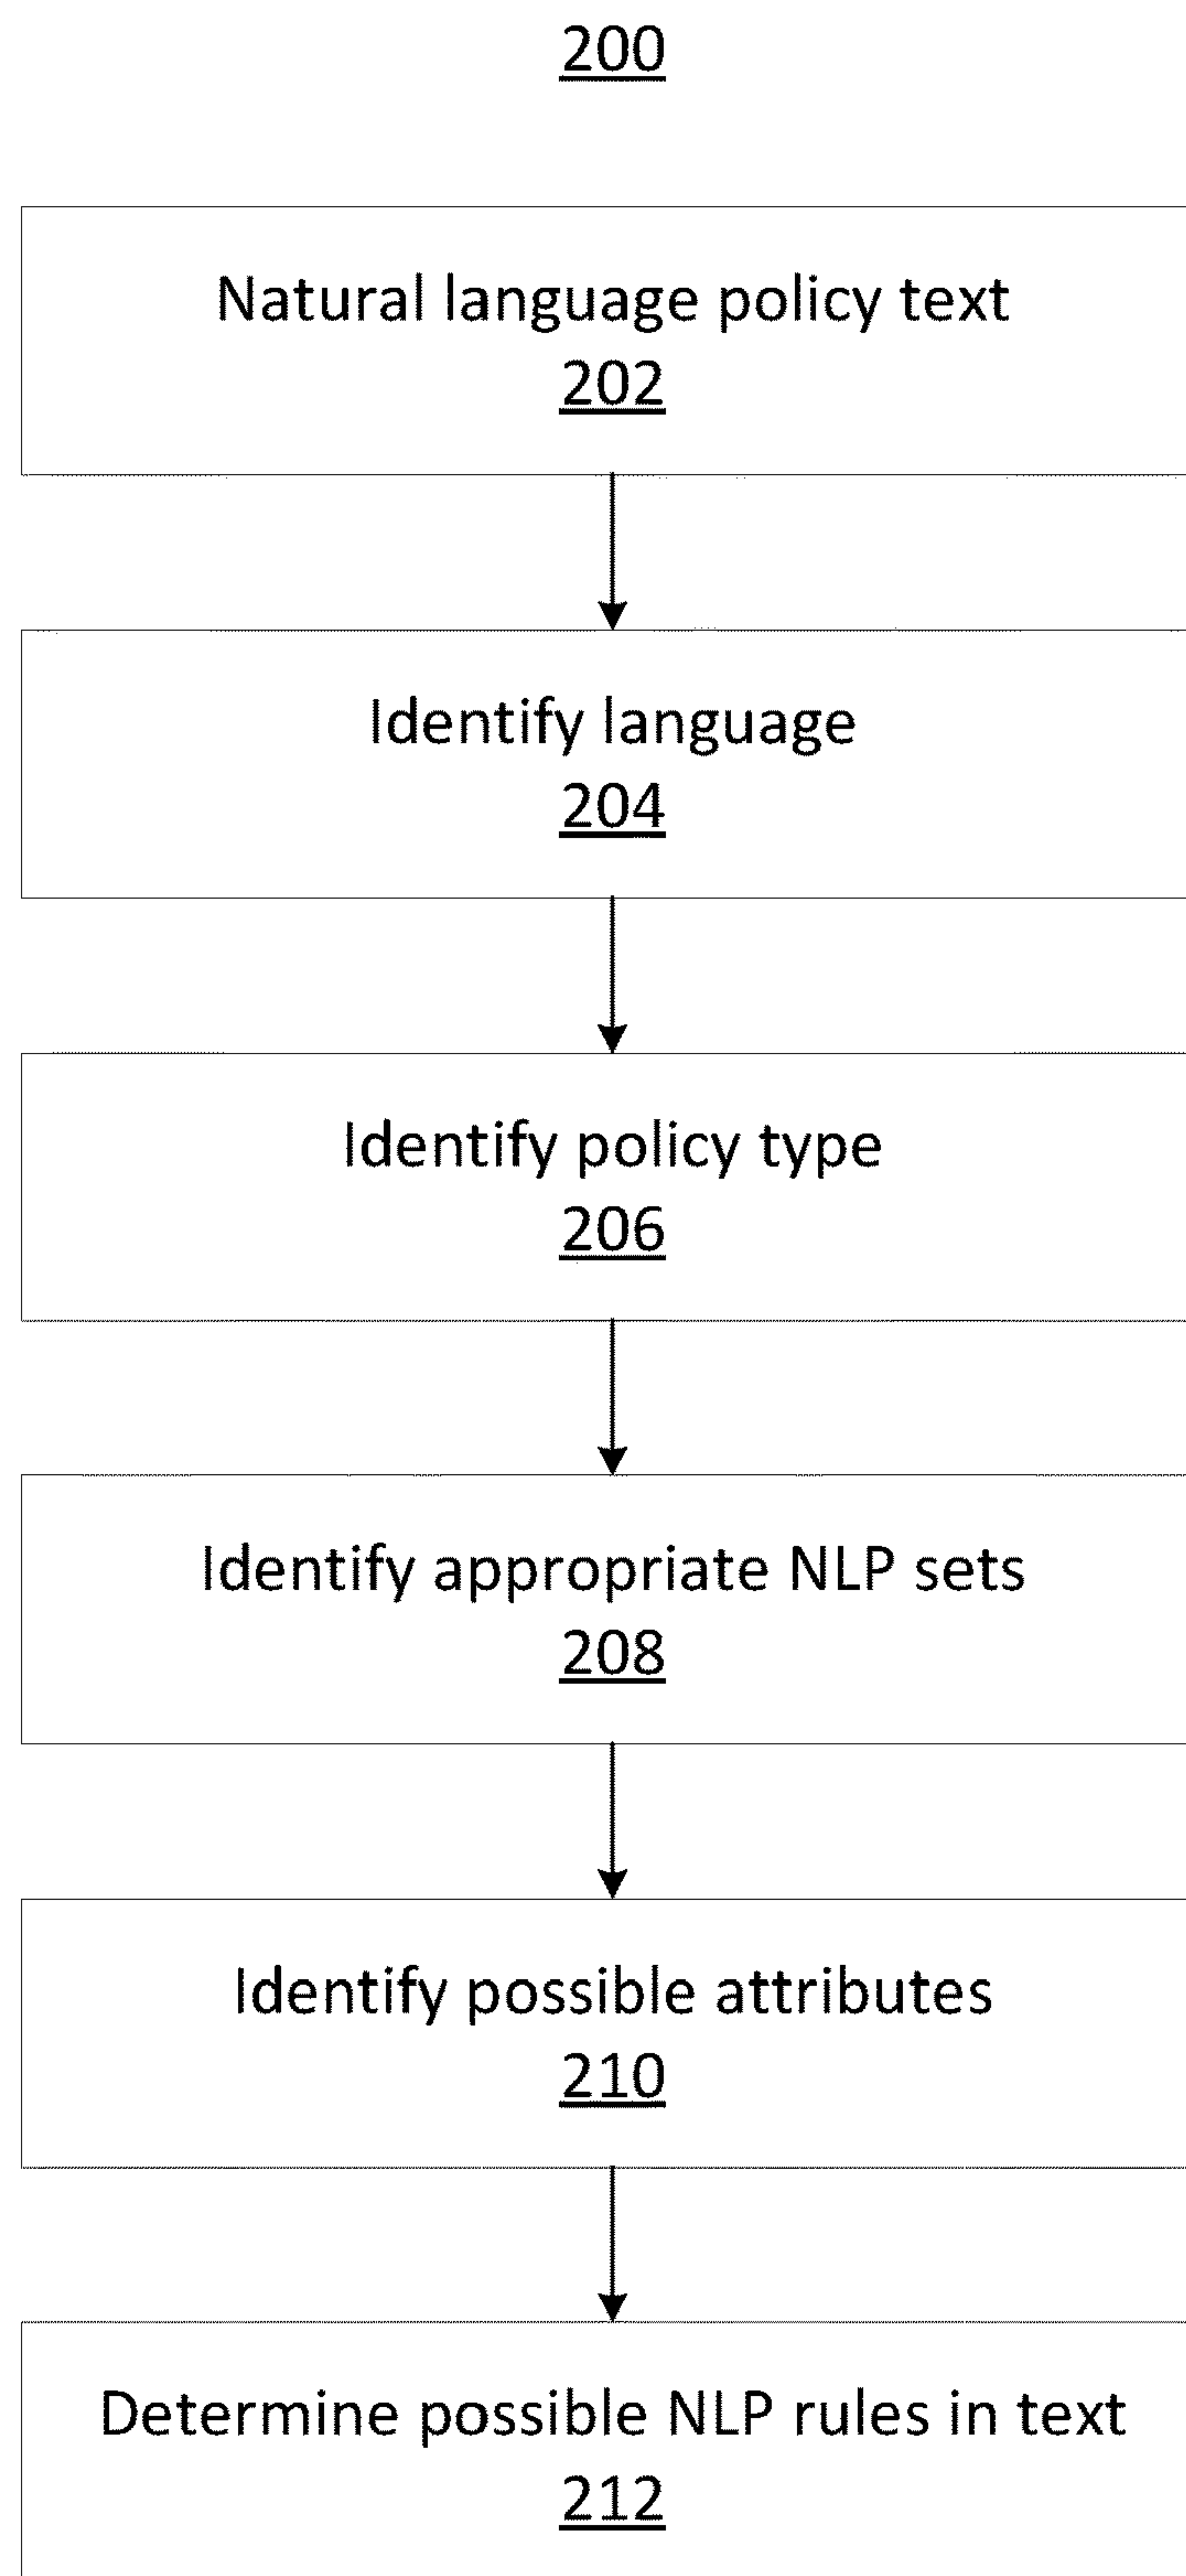 200
Natural language policy text
202
Identify language
204
Identify policy type
206
Identify appropriate NLP sets
208
Identify possible attributes
210
Determine possible NLP rules in text
212